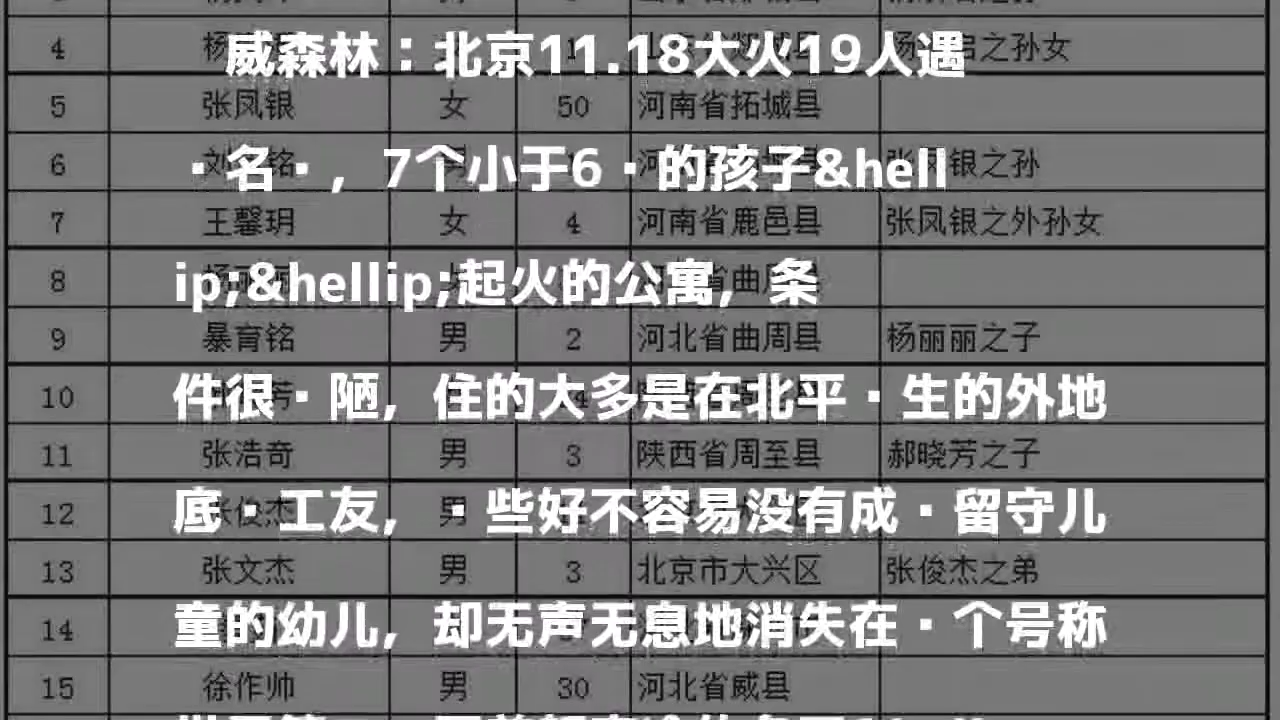 4 杨
威森林：北京11.18大火19人遇
之孙女
5 张凤银 女 50 河南省拓城县
6 刘
▪名▪，7个小于6▪的孩子&hell
银之孙
7 王馨玥 女 4 河南省鹿邑县 张凤银之外孙女
8
ip;&hellip;起火的公寓，条
9 暴育铭 男 2 河北省曲周县 杨丽丽之子
10
件很▪陋，住的大多是在北平▪生的外地
11 张浩奇 男 3 陕西省周至县 郝晓芳之子
12
底▪工友，▪些好不容易没有成▪留守儿
13 张文杰 男 3 北京市大兴区 张俊杰之弟
14
童的幼儿，却无声无息地消失在▪个号称
15 徐作帅 男 30 河北省威县